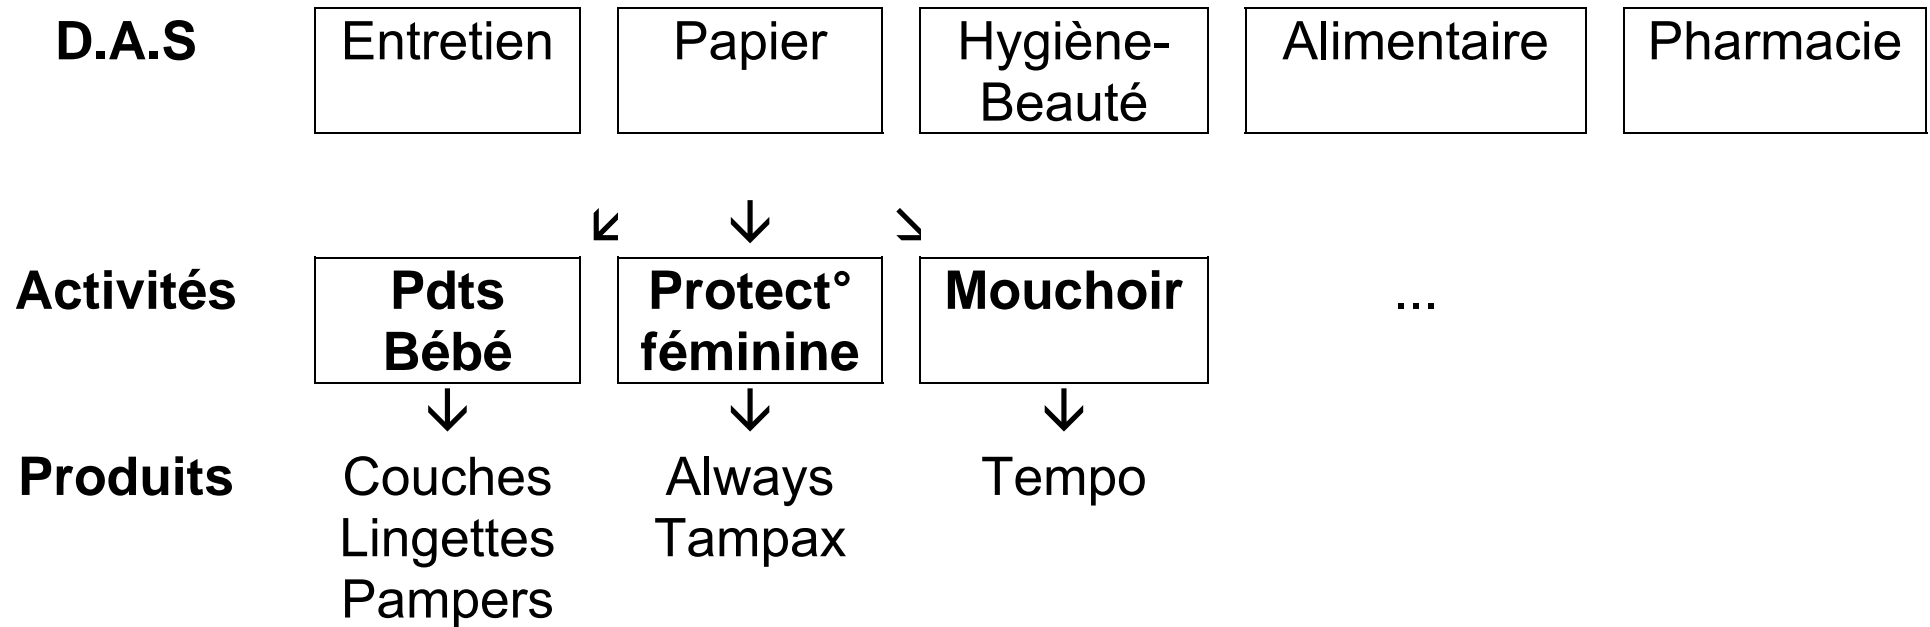 D.A.S Entretien Papier Hygiène- Alimentaire Pharmacie
Beauté
Activités Pdts Protect° Mouchoir ...
Bébé féminine
Produits Couches Always Tempo
Lingettes Tampax
Pampers